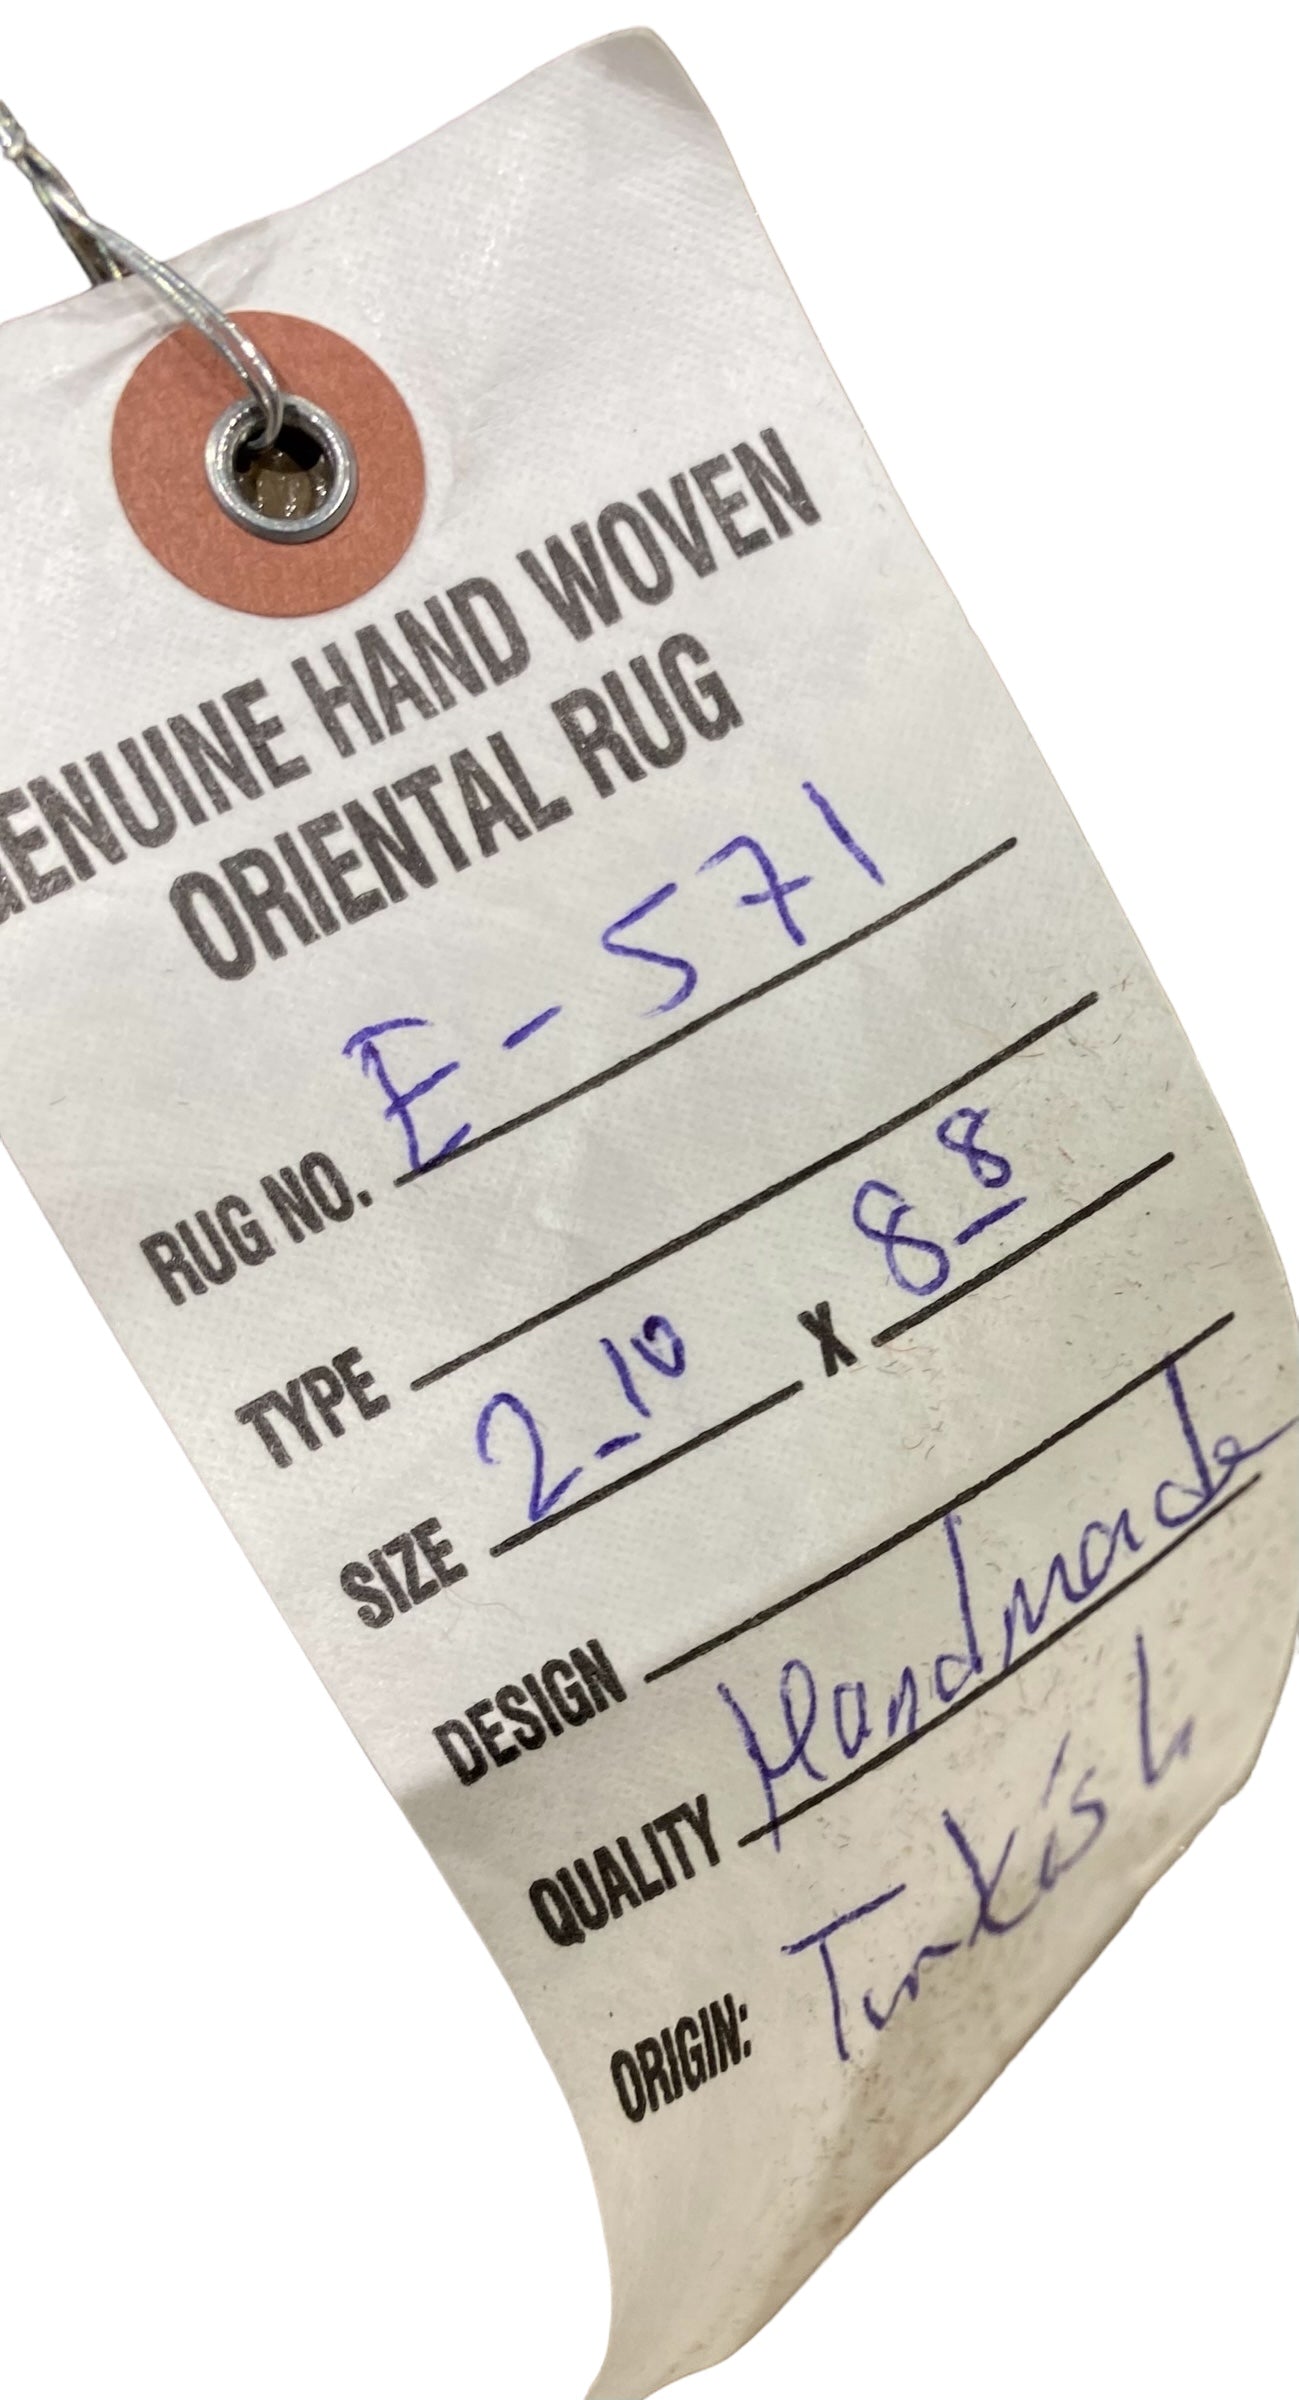 GENUINE HAND WOVEN
ORIENTAL RUG
RUG NO. E-571
TYPE
SIZE 2-10 X 8-8
DESIGN
QUALITY Handmade
ORIGIN: Turkish